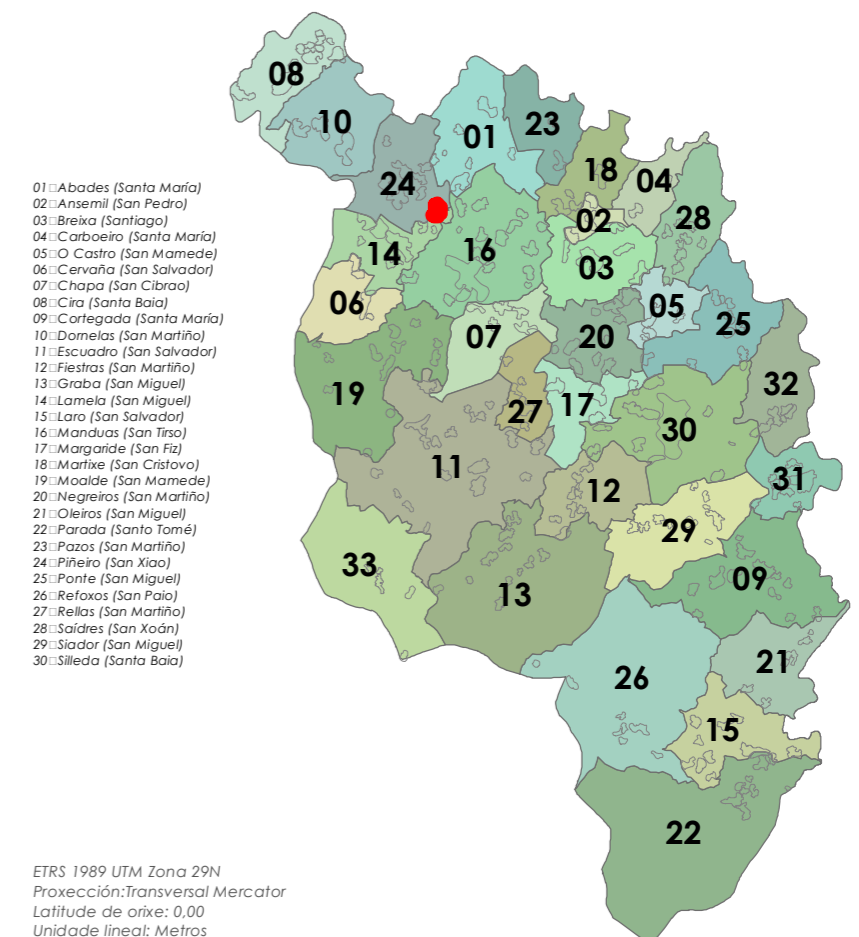 08
10
01
23
18
04
24
02
28
14
16
03
06
05
07
20
25
32
19
27
17
30
11
12
31
29
33
13
09
26
21
15
22
01□Abades (Santa María)
02□Ansemil (San Pedro)
03□Breixa (Santiago)
04□Carboeiro (Santa María)
05□O Castro (San Mamede)
06□Cervaña (San Salvador)
07□Chapa (San Cibrao)
08□Cira (Santa Baia)
09□Cortegada (Santa María)
10□Dornelas (San Martiño)
11□Escuadro (San Salvador)
12□Fiestras (San Martiño)
13□Graba (San Miguel)
14□Lamela (San Miguel)
15□Laro (San Salvador)
16□Manduas (San Tirso)
17□Margaride (San Fiz)
18□Martixe (San Cristovo)
19□Moalde (San Mamede)
20□Negreiros (San Martiño)
21□Oleiros (San Miguel)
22□Parada (Santo Tomé)
23□Pazos (San Martiño)
24□Piñeiro (San Xiao)
25□Ponte (San Miguel)
26□Refoxos (San Paio)
27□Rellas (San Martiño)
28□Saídres (San Xoán)
29□Siador (San Miguel)
30□Silleda (Santa Baia)
ETRS 1989 UTM Zona 29N
Proxección:Transversal Mercator
Latitude de orixe: 0,00
Unidade lineal: Metros